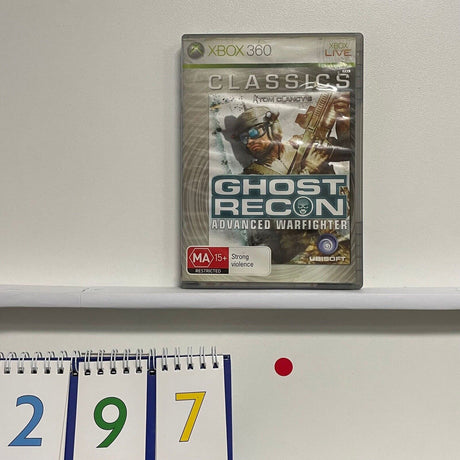 XBOX 360
XBOX
LIVE
CLASSICS
TOM CLANCY'S
GHOST
RECON
ADVANCED WARFIGHTER
MA 15+
RESTRICTED
Strong
violence
UBISOFT
2 9 7